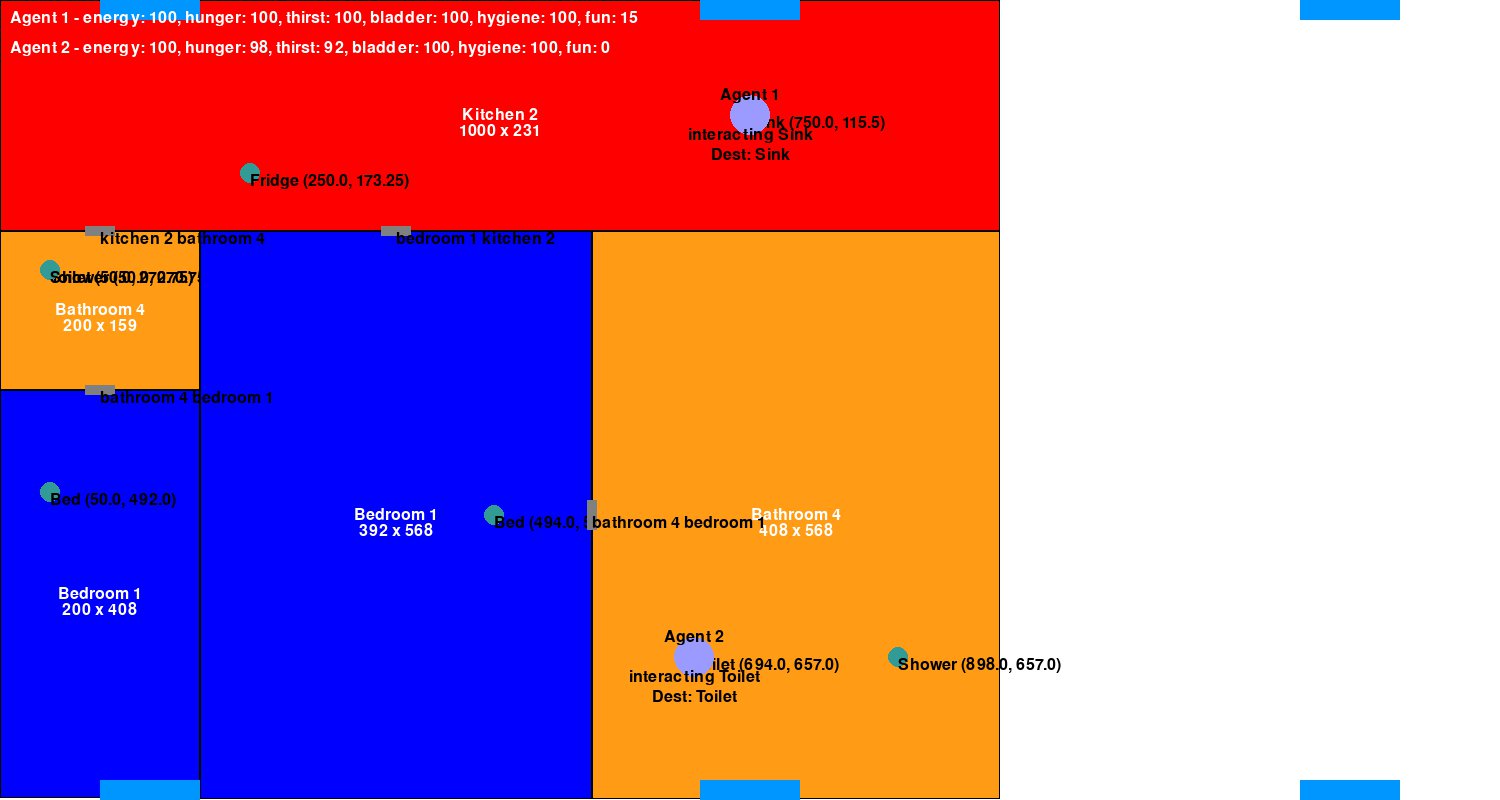 Agent 1 - energy: 100, hunger: 100, thirst: 100, bladder: 100, hygiene: 100, fun: 15
Agent 2 - energy: 100, hunger: 98, thirst: 92, bladder: 100, hygiene: 100, fun: 0
Agent 1
Kitchen 2
1000 x 231
nk (750.0, 115.5)
interacting Sink
Dest: Sink
Fridge (250.0, 173.25)
kitchen 2 bathroom 4
bedroom 1 kitchen 2
Bathroom 4
200 x 159
bathroom 4 bedroom 1
Bed (50.0, 492.0)
Bedroom 1
392 x 568
Bed (494.0,
bathroom 4 bedroom 1
Bathroom 4
408 x 568
Bedroom 1
200 x 408
Agent 2
ilet (694.0, 657.0)
Shower (898.0, 657.0)
interacting Toilet
Dest: Toilet